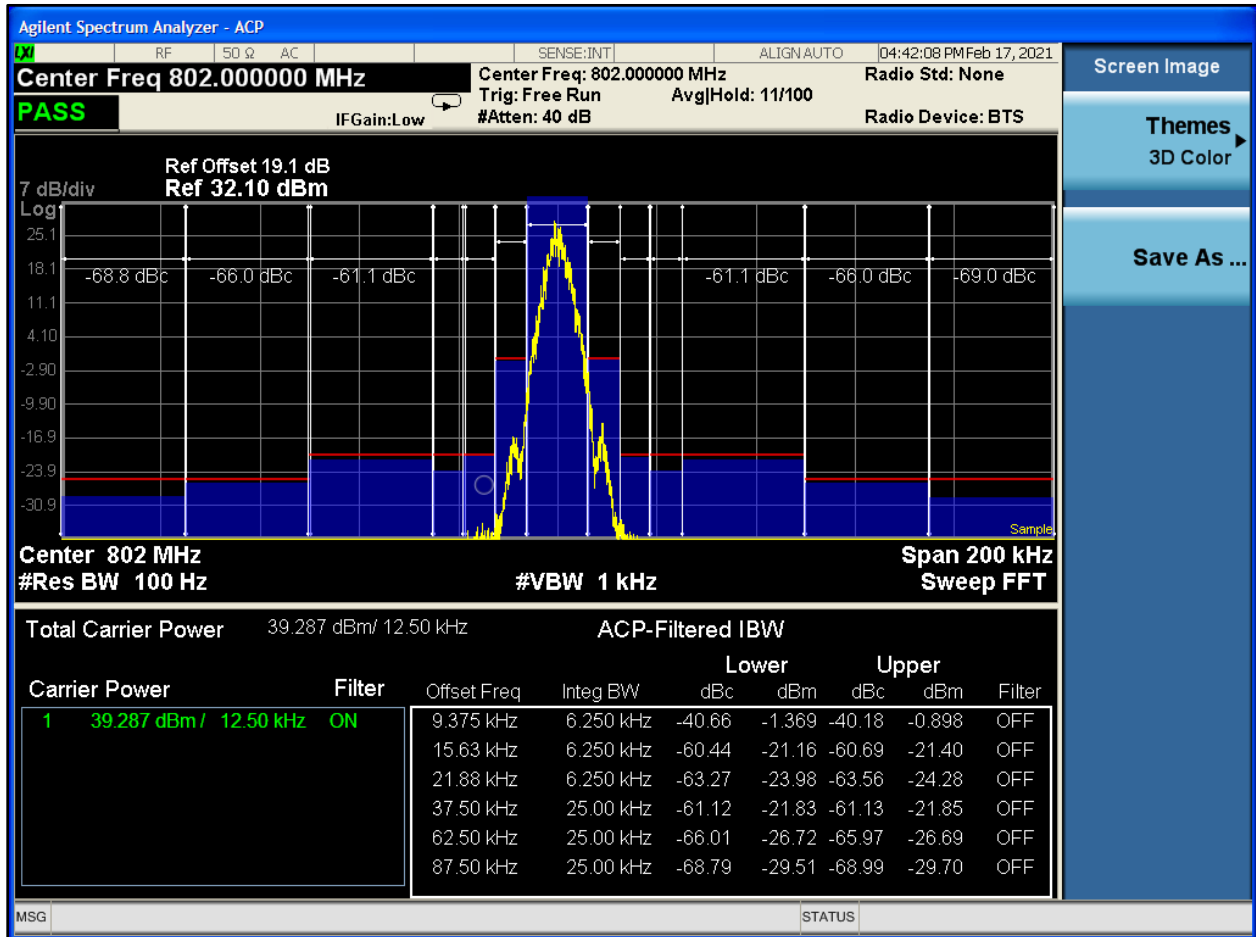 Agilent Spectrum Analyzer - ACP
LXI RF 50 Ω AC SENSE:INT ALIGN AUTO 04:42:08 PM Feb 17, 2021
Center Freq 802.000000 MHz
Center Freq: 802.000000 MHz Radio Std: None
Trig: Free Run Avg|Hold: 11/100
PASS IFGain:Low #Atten: 40 dB Radio Device: BTS
Screen Image
Themes
3D Color
Save As ...
Ref Offset 19.1 dB
7 dB/div Ref 32.10 dBm
Log
25.1
18.1
-68.8 dBc -66.0 dBc -61.1 dBc -61.1 dBc -66.0 dBc -69.0 dBc
11.1
4.10
-2.90
-9.90
-16.9
-23.9
-30.9
Sample
Center 802 MHz Span 200 kHz
#Res BW 100 Hz #VBW 1 kHz Sweep FFT
Total Carrier Power 39.287 dBm/ 12.50 kHz ACP-Filtered IBW
Lower Upper
Carrier Power Filter Offset Freq Integ BW dBc dBm dBc dBm Filter
1 39.287 dBm / 12.50 kHz ON 9.375 kHz 6.250 kHz -40.66 -1.369 -40.18 -0.898 OFF
15.63 kHz 6.250 kHz -60.44 -21.16 -60.69 -21.40 OFF
21.88 kHz 6.250 kHz -63.27 -23.98 -63.56 -24.28 OFF
37.50 kHz 25.00 kHz -61.12 -21.83 -61.13 -21.85 OFF
62.50 kHz 25.00 kHz -66.01 -26.72 -65.97 -26.69 OFF
87.50 kHz 25.00 kHz -68.79 -29.51 -68.99 -29.70 OFF
MSG STATUS